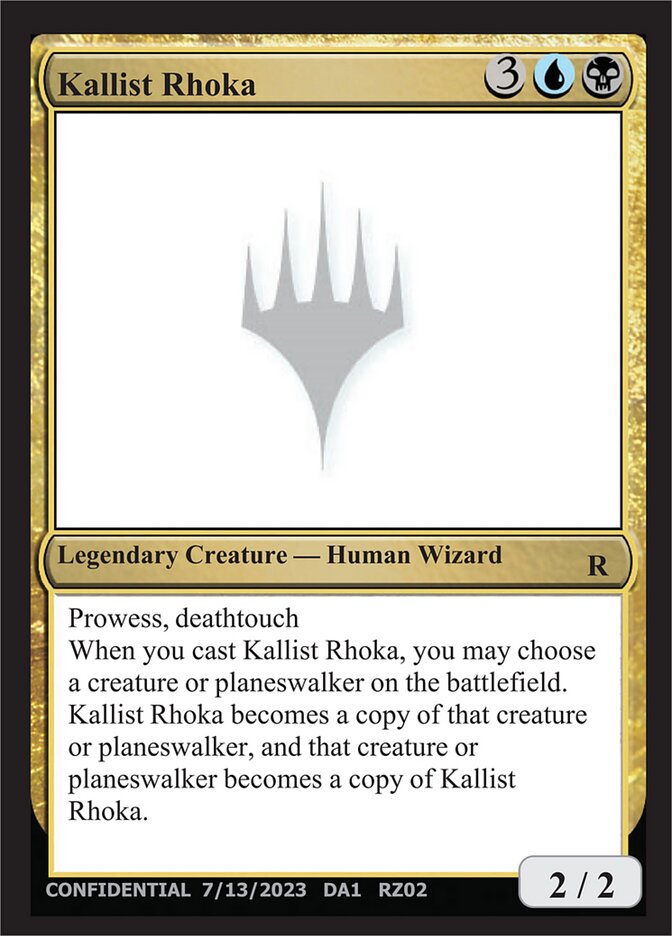 Kallist Rhoka 3
Legendary Creature — Human Wizard
R
Prowess, deathtouch
When you cast Kallist Rhoka, you may choose
a creature or planeswalker on the battlefield.
Kallist Rhoka becomes a copy of that creature
or planeswalker, and that creature or
planeswalker becomes a copy of Kallist
Rhoka.
CONFIDENTIAL 7/13/2023 DA1 RZ02
2 / 2